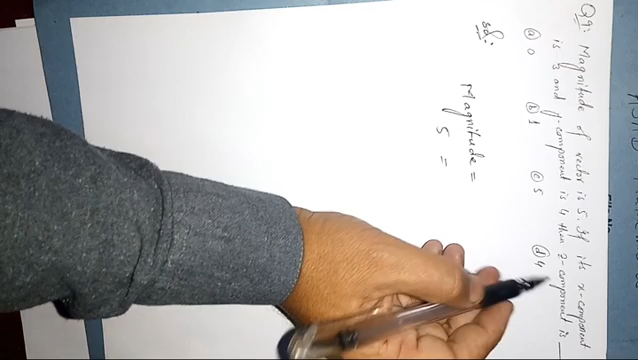 Q9: Magnitude of vector is 5. If its x-component
is 3 and y-component is 4 then z-component is __
(a) 0 (b) 1 (c) 5 (d) 4
Sol:
Magnitude =
5 =